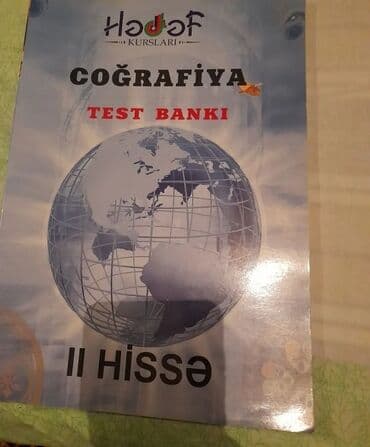 HədəF
KURSLARI
COĞRAFİYA
TEST BANKI
II HİSSƏ